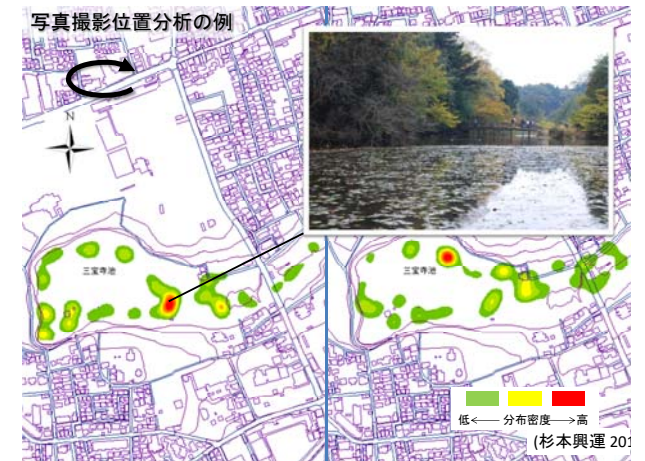 写真撮影位置分析の例
N
三宝寺池
三宝寺池
低← 分布密度→高
(杉本興運 201